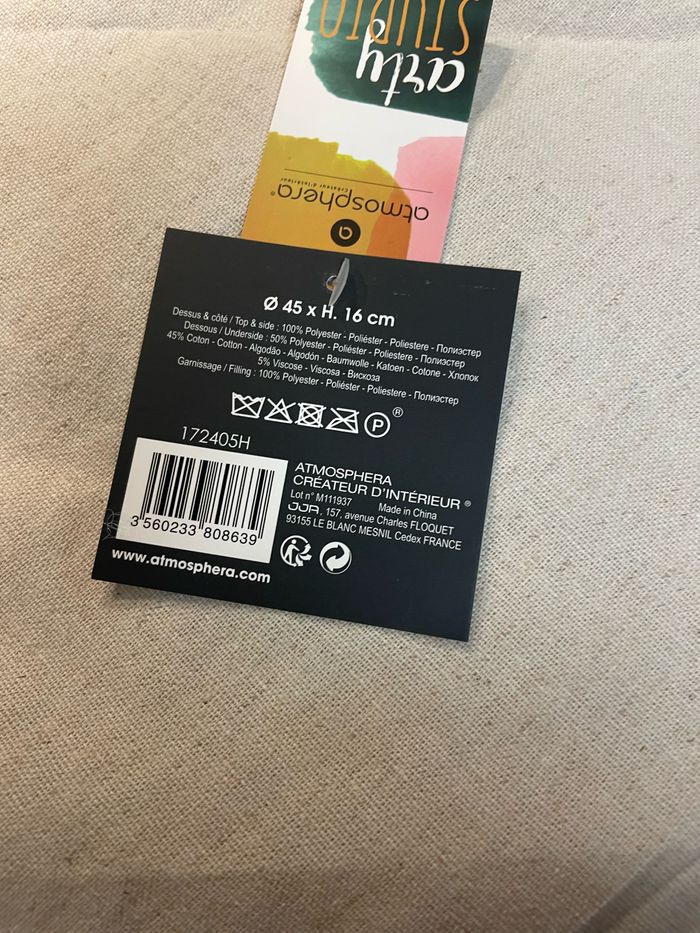 arty
STUDIO
atmosphera®
Créateur d'intérieur
a
Ø 45 x H. 16 cm
Dessus & côté / Top & side : 100% Polyester - Poliéster - Poliestere - Полиэстер
Dessous / Underside : 50% Polyester - Poliéster - Poliestere - Полиэстер
45% Coton - Cotton - Algodão - Algodón - Baumwolle - Katoen - Cotone - Хлопок
5% Viscose - Viscosa - Вискоза
Garnissage / Filling : 100% Polyester - Poliéster - Poliestere - Полиэстер
P ®
172405H
3 560233 808639
www.atmosphera.com
ATMOSPHERA
CRÉATEUR D'INTÉRIEUR ®
Lot n° M111937 Made in China
JJA, 157, avenue Charles FLOQUET
93155 LE BLANC MESNIL Cedex FRANCE